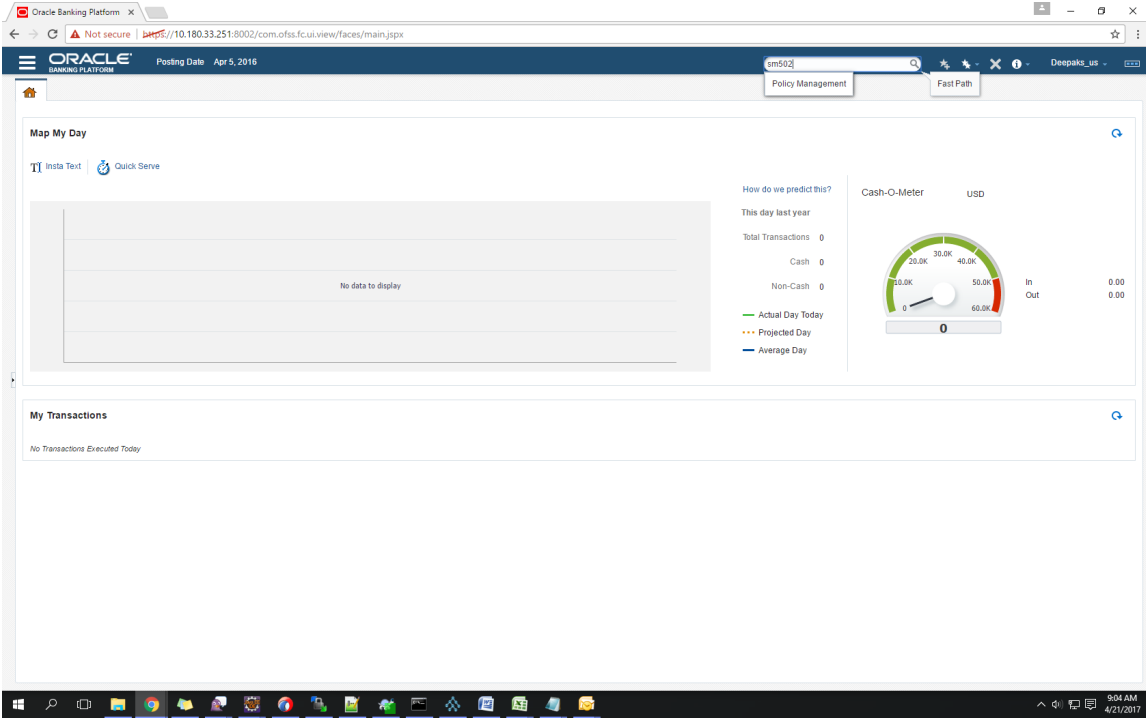 Oracle Banking Platform
Not secure | https://10.180.33.251:8002/com.ofss.fc.ui.view/faces/main.jspx
ORACLE
BANKING PLATFORM
Posting Date Apr 5, 2016
sm502
Deepaks_us
Policy Management
Fast Path
Map My Day
Insta Text
Quick Serve
No data to display
How do we predict this?
This day last year
Total Transactions 0
Cash 0
Non-Cash 0
Actual Day Today
Projected Day
Average Day
Cash-O-Meter USD
0
10.0K
20.0K
30.0K
40.0K
50.0K
60.0K
0
In 0.00
Out 0.00
My Transactions
No Transactions Executed Today
9:04 AM
4/21/2017